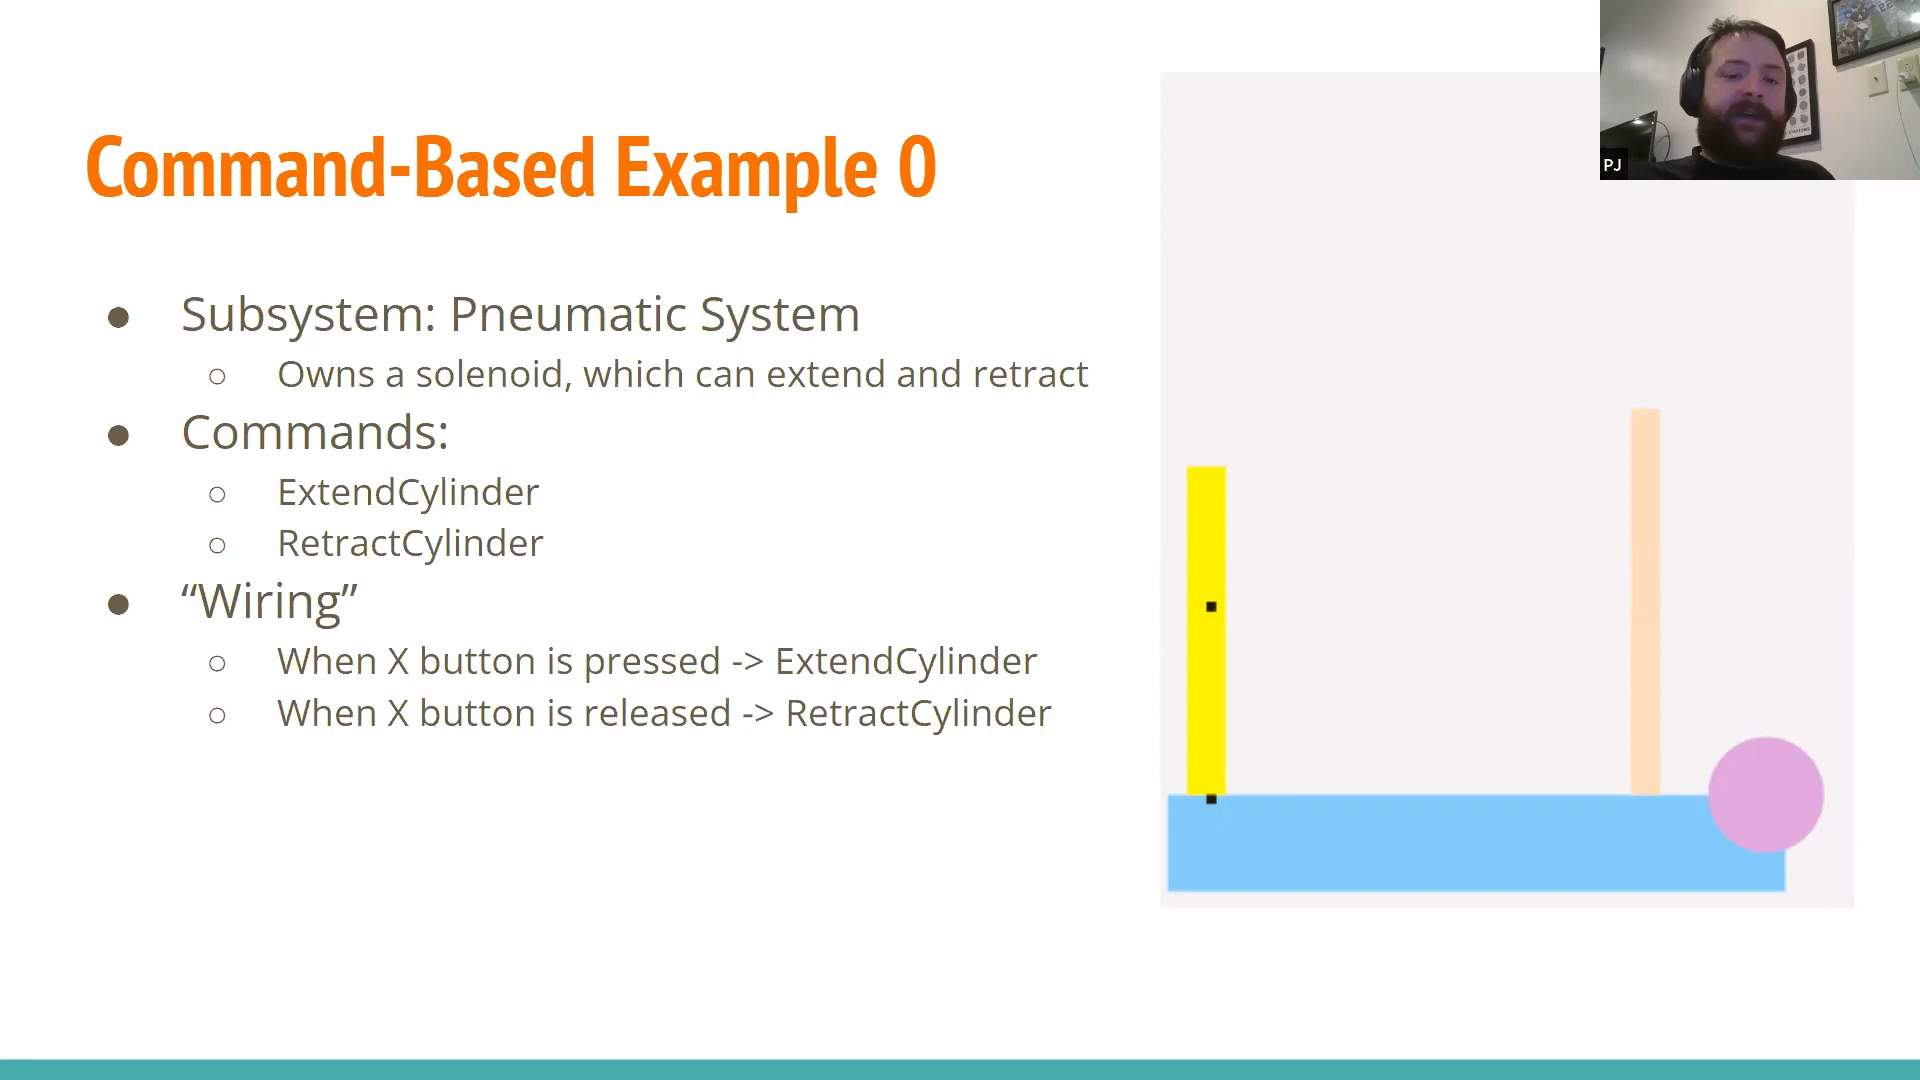 Command-Based Example 0
● Subsystem: Pneumatic System
○ Owns a solenoid, which can extend and retract
● Commands:
○ ExtendCylinder
○ RetractCylinder
● “Wiring”
○ When X button is pressed -> ExtendCylinder
○ When X button is released -> RetractCylinder
PJ